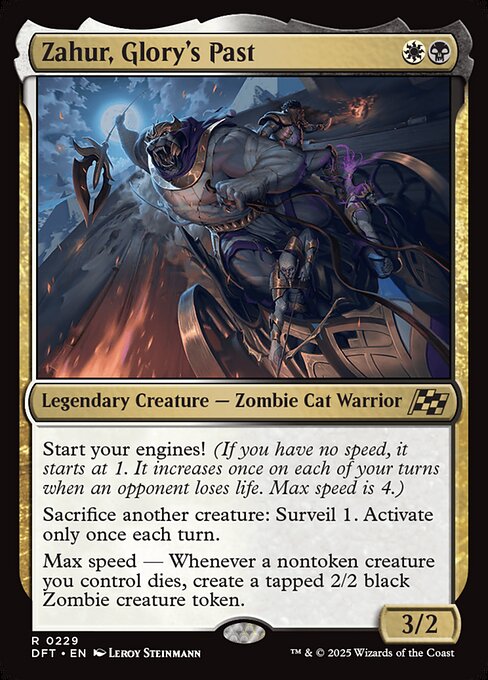 Zahur, Glory's Past
Legendary Creature — Zombie Cat Warrior
Start your engines! (If you have no speed, it
starts at 1. It increases once on each of your turns
when an opponent loses life. Max speed is 4.)
Sacrifice another creature: Surveil 1. Activate
only once each turn.
Max speed — Whenever a nontoken creature
you control dies, create a tapped 2/2 black
Zombie creature token.
3/2
R 0229
DFT • EN Leroy Steinmann
™ & © 2025 Wizards of the Coast